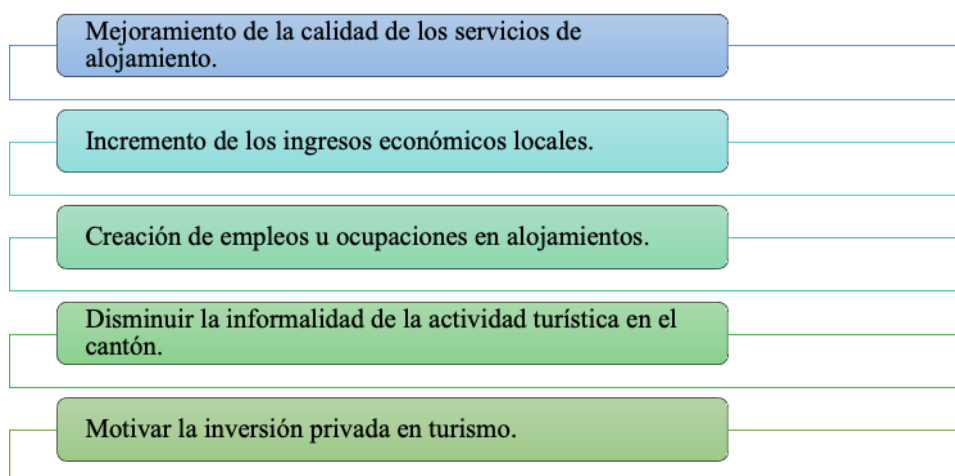 Mejoramiento de la calidad de los servicios de
alojamiento.
Incremento de los ingresos económicos locales.
Creación de empleos u ocupaciones en alojamientos.
Disminuir la informalidad de la actividad turística en el
cantón.
Motivar la inversión privada en turismo.